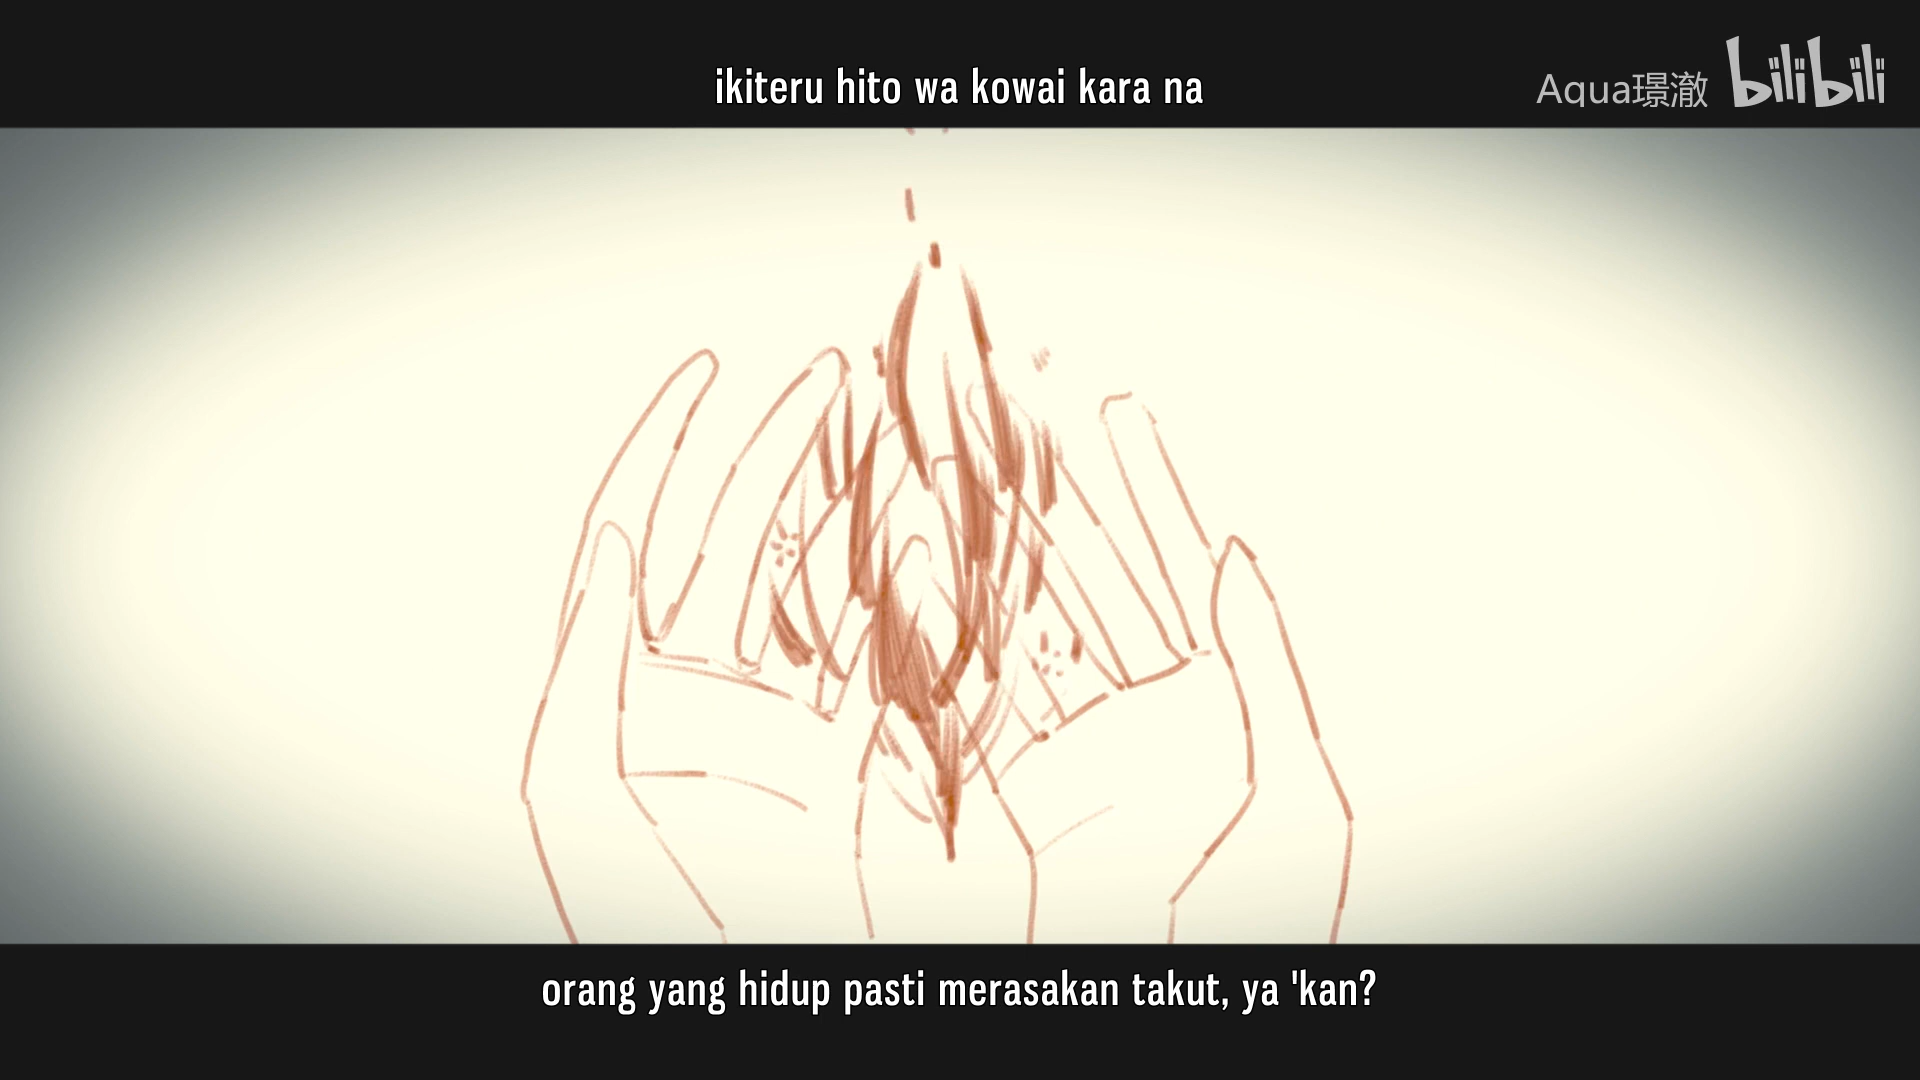 ikiteru hito wa kowai kara na
Aqua璟澈 bilibili
orang yang hidup pasti merasakan takut, ya 'kan?